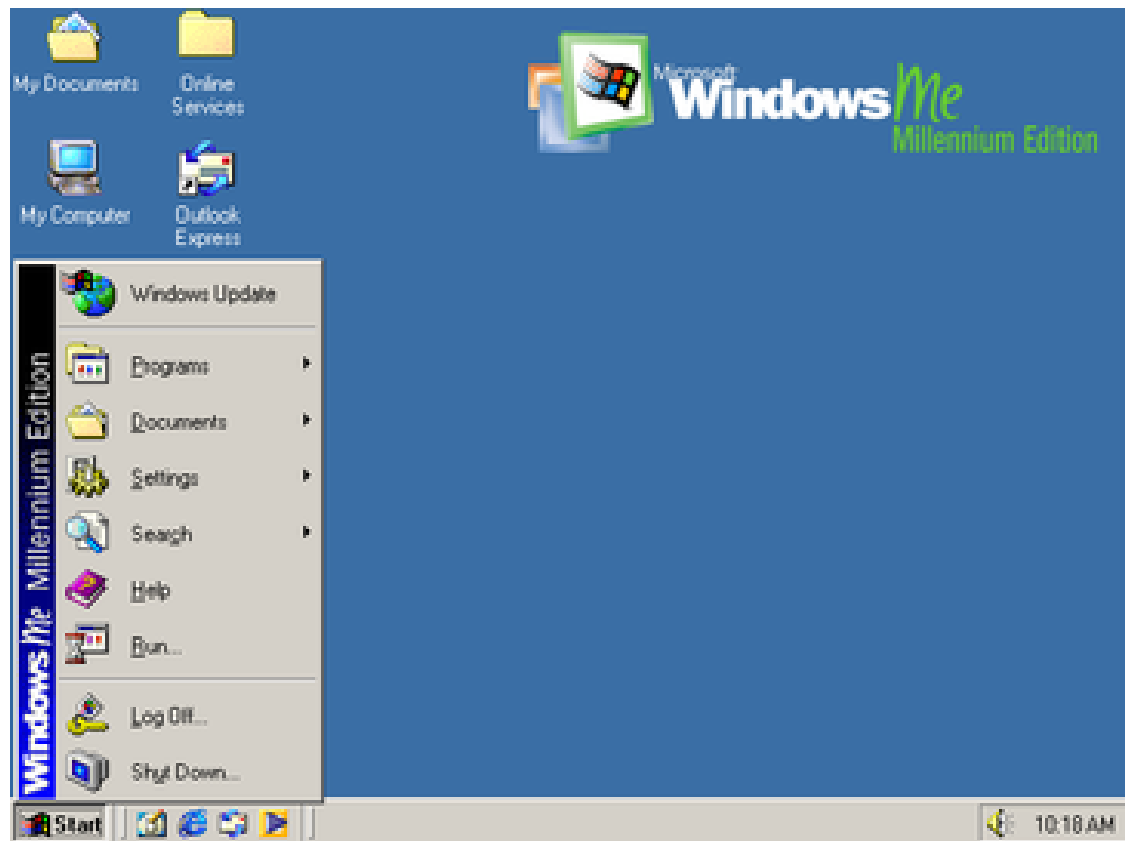 My Documents
Online
Services
My Computer
Outlook
Express
Microsoft
Windows Me
Millennium Edition
Windows Me Millennium Edition
Windows Update
Programs
Documents
Settings
Search
Help
Run...
Log Off...
Shut Down...
Start
10:18 AM